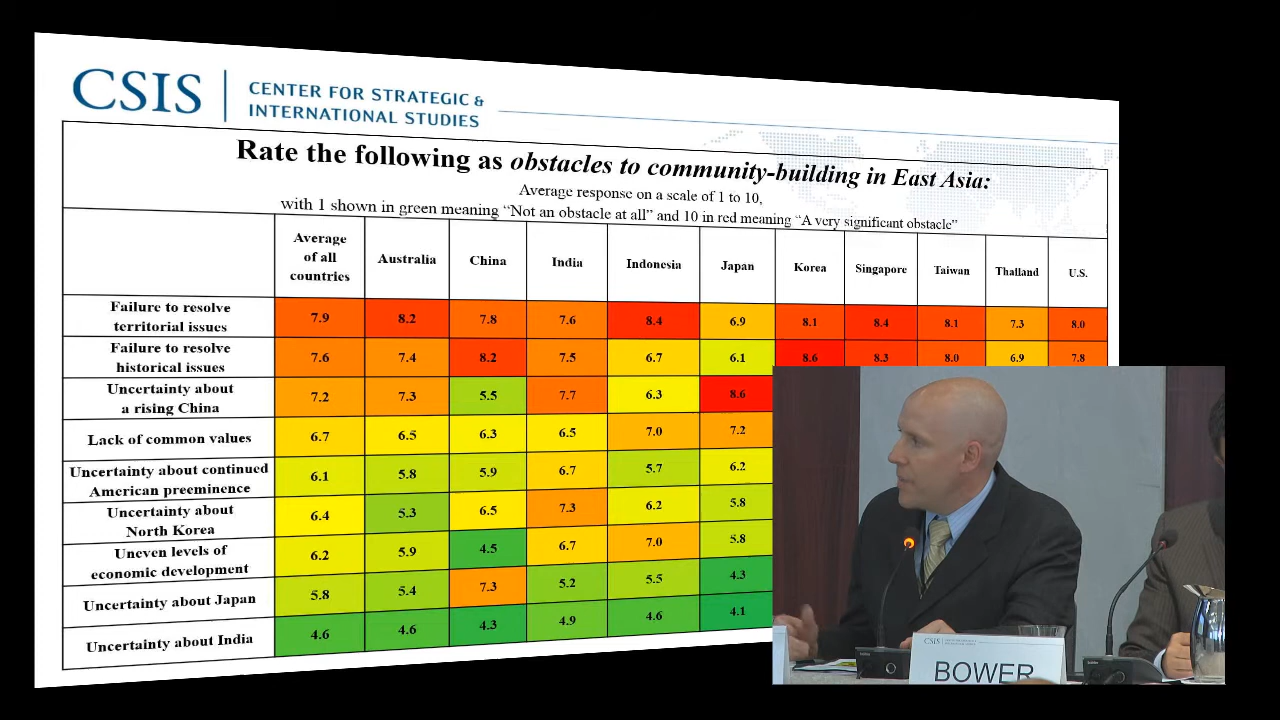 CSIS
CENTER FOR STRATEGIC &
INTERNATIONAL STUDIES
Rate the following as obstacles to community-building in East Asia:
Average response on a scale of 1 to 10,
with 1 shown in green meaning “Not an obstacle at all” and 10 in red meaning “A very significant obstacle”
Average
of all
countries
Australia
China
India
Indonesia
Japan
Korea
Singapore
Taiwan
Thailand
U.S.
Failure to resolve
territorial issues
7.9 8.2 7.8 7.6 8.4 6.9 8.1 8.4 8.1 7.3 8.0
Failure to resolve
historical issues
7.6 7.4 8.2 7.5 6.7 6.1 8.6 8.3 8.0 6.9 7.8
Uncertainty about
a rising China
7.2 7.3 5.5 7.7 6.3 8.6
Lack of common values
6.7 6.5 6.3 6.5 7.0 7.2
Uncertainty about continued
American preeminence
6.1 5.8 5.9 6.7 5.7 6.2
Uncertainty about
North Korea
6.4 5.3 6.5 7.3 6.2 5.8
Uneven levels of
economic development
6.2 5.9 4.5 6.7 7.0 5.8
Uncertainty about Japan
5.8 5.4 7.3 5.2 5.5 4.3
Uncertainty about India
4.6 4.6 4.3 4.9 4.6 4.1
CSIS
BOWER